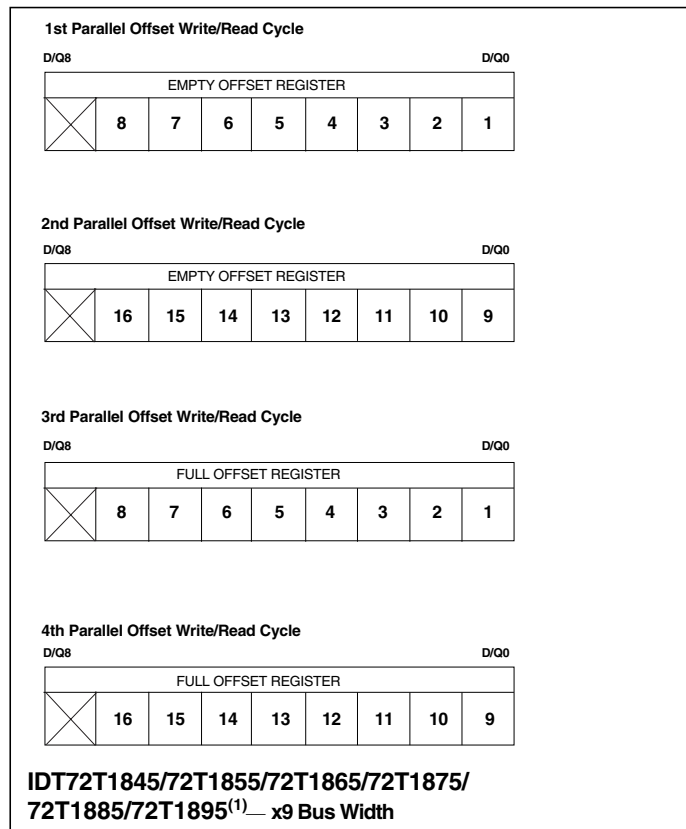 1st Parallel Offset Write/Read Cycle
D/Q8 D/Q0
EMPTY OFFSET REGISTER
8 7 6 5 4 3 2 1
2nd Parallel Offset Write/Read Cycle
D/Q8 D/Q0
EMPTY OFFSET REGISTER
16 15 14 13 12 11 10 9
3rd Parallel Offset Write/Read Cycle
D/Q8 D/Q0
FULL OFFSET REGISTER
8 7 6 5 4 3 2 1
4th Parallel Offset Write/Read Cycle
D/Q8 D/Q0
FULL OFFSET REGISTER
16 15 14 13 12 11 10 9
IDT72T1845/72T1855/72T1865/72T1875/
72T1885/72T1895(1)— x9 Bus Width